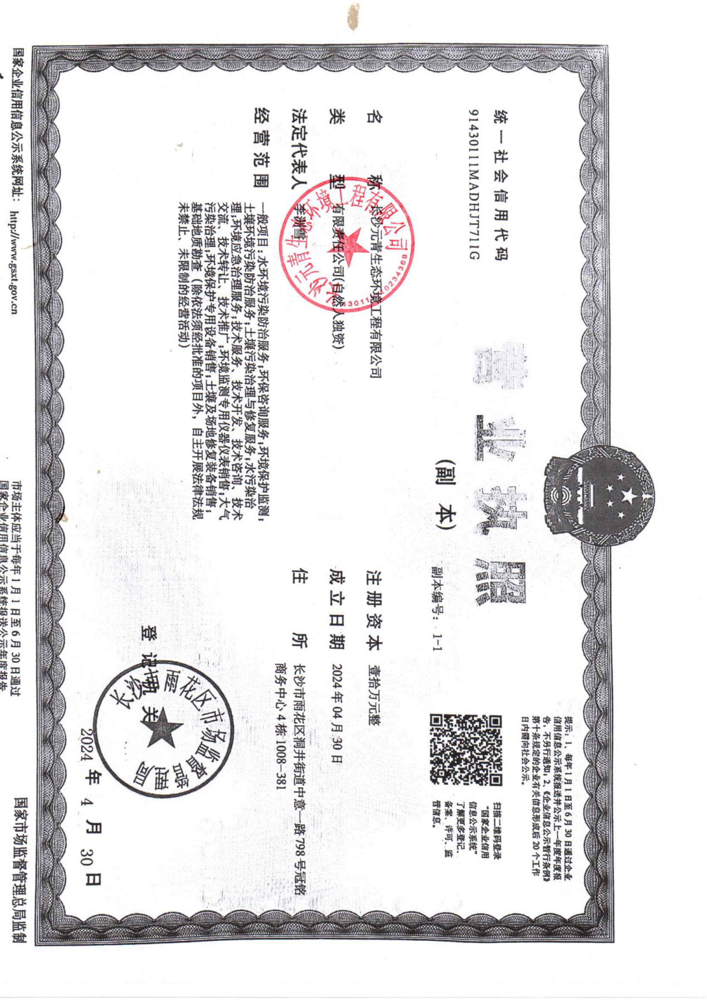 统一社会信用代码
91430111MADHJT711G
营业执照
(副 本)
副本编号：1-1
提示：1、每年1月1日至6月30日通过企业
信用信息公示系统报送并公示上一年度年度报
告，不另行通知；2、《企业信息公示暂行条例》
第十条规定的企业有关信息形成后20个工作
日内需向社会公示。
扫描二维码登录
“国家企业信用
信息公示系统”
了解更多登记、
备案、许可、监
管信息。
名 称 长沙元青生态环境工程有限公司
类 型 有限责任公司(自然人独资)
法定代表人 李洲雪
经营范围 一般项目：水环境污染防治服务;环保咨询服务;环境保护监测;
土壤环境污染防治服务;土壤污染治理与修复服务;水污染治
理;环境应急治理服务;技术服务、技术开发、技术咨询、技术
交流、技术转让、技术推广;环境监测专用仪器仪表销售;大气
污染治理;环境保护专用设备销售;土壤及场地修复装备销售;
基础地质勘查（除依法须经批准的项目外，自主开展法律法规
未禁止、未限制的经营活动）
注册资本 壹拾万元整
成立日期 2024年04月30日
住 所 长沙市雨花区洞井街道中意一路798号冠铭
商务中心4栋1008-381
长沙元青生态环境工程有限公司
登记机关
长沙市雨花区市场监督管理局
2024年4月30日
国家企业信用信息公示系统网址：http://www.gsxt.gov.cn
市场主体应当于每年1月1日至6月30日通过
国家企业信用信息公示系统报送公示年度报告
国家市场监督管理总局监制